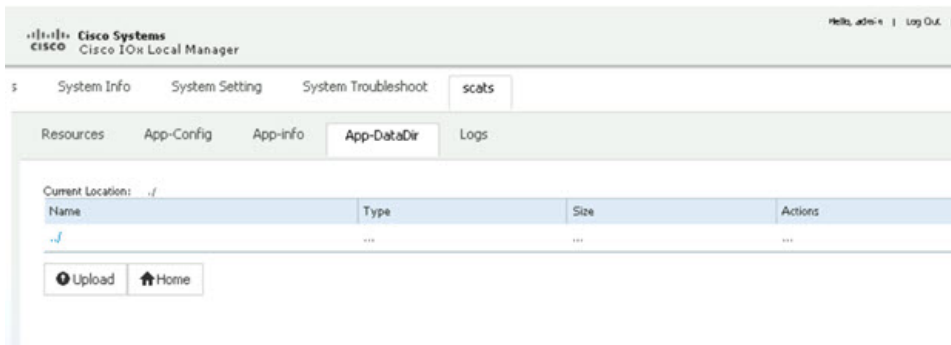 Hello, admin | Log Out
Cisco Systems
CISCO Cisco IOx Local Manager
s System Info System Setting System Troubleshoot scats
Resources App-Config App-info App-DataDir Logs
Current Location: ./
Name Type Size Actions
../ ... ... ...
Upload Home